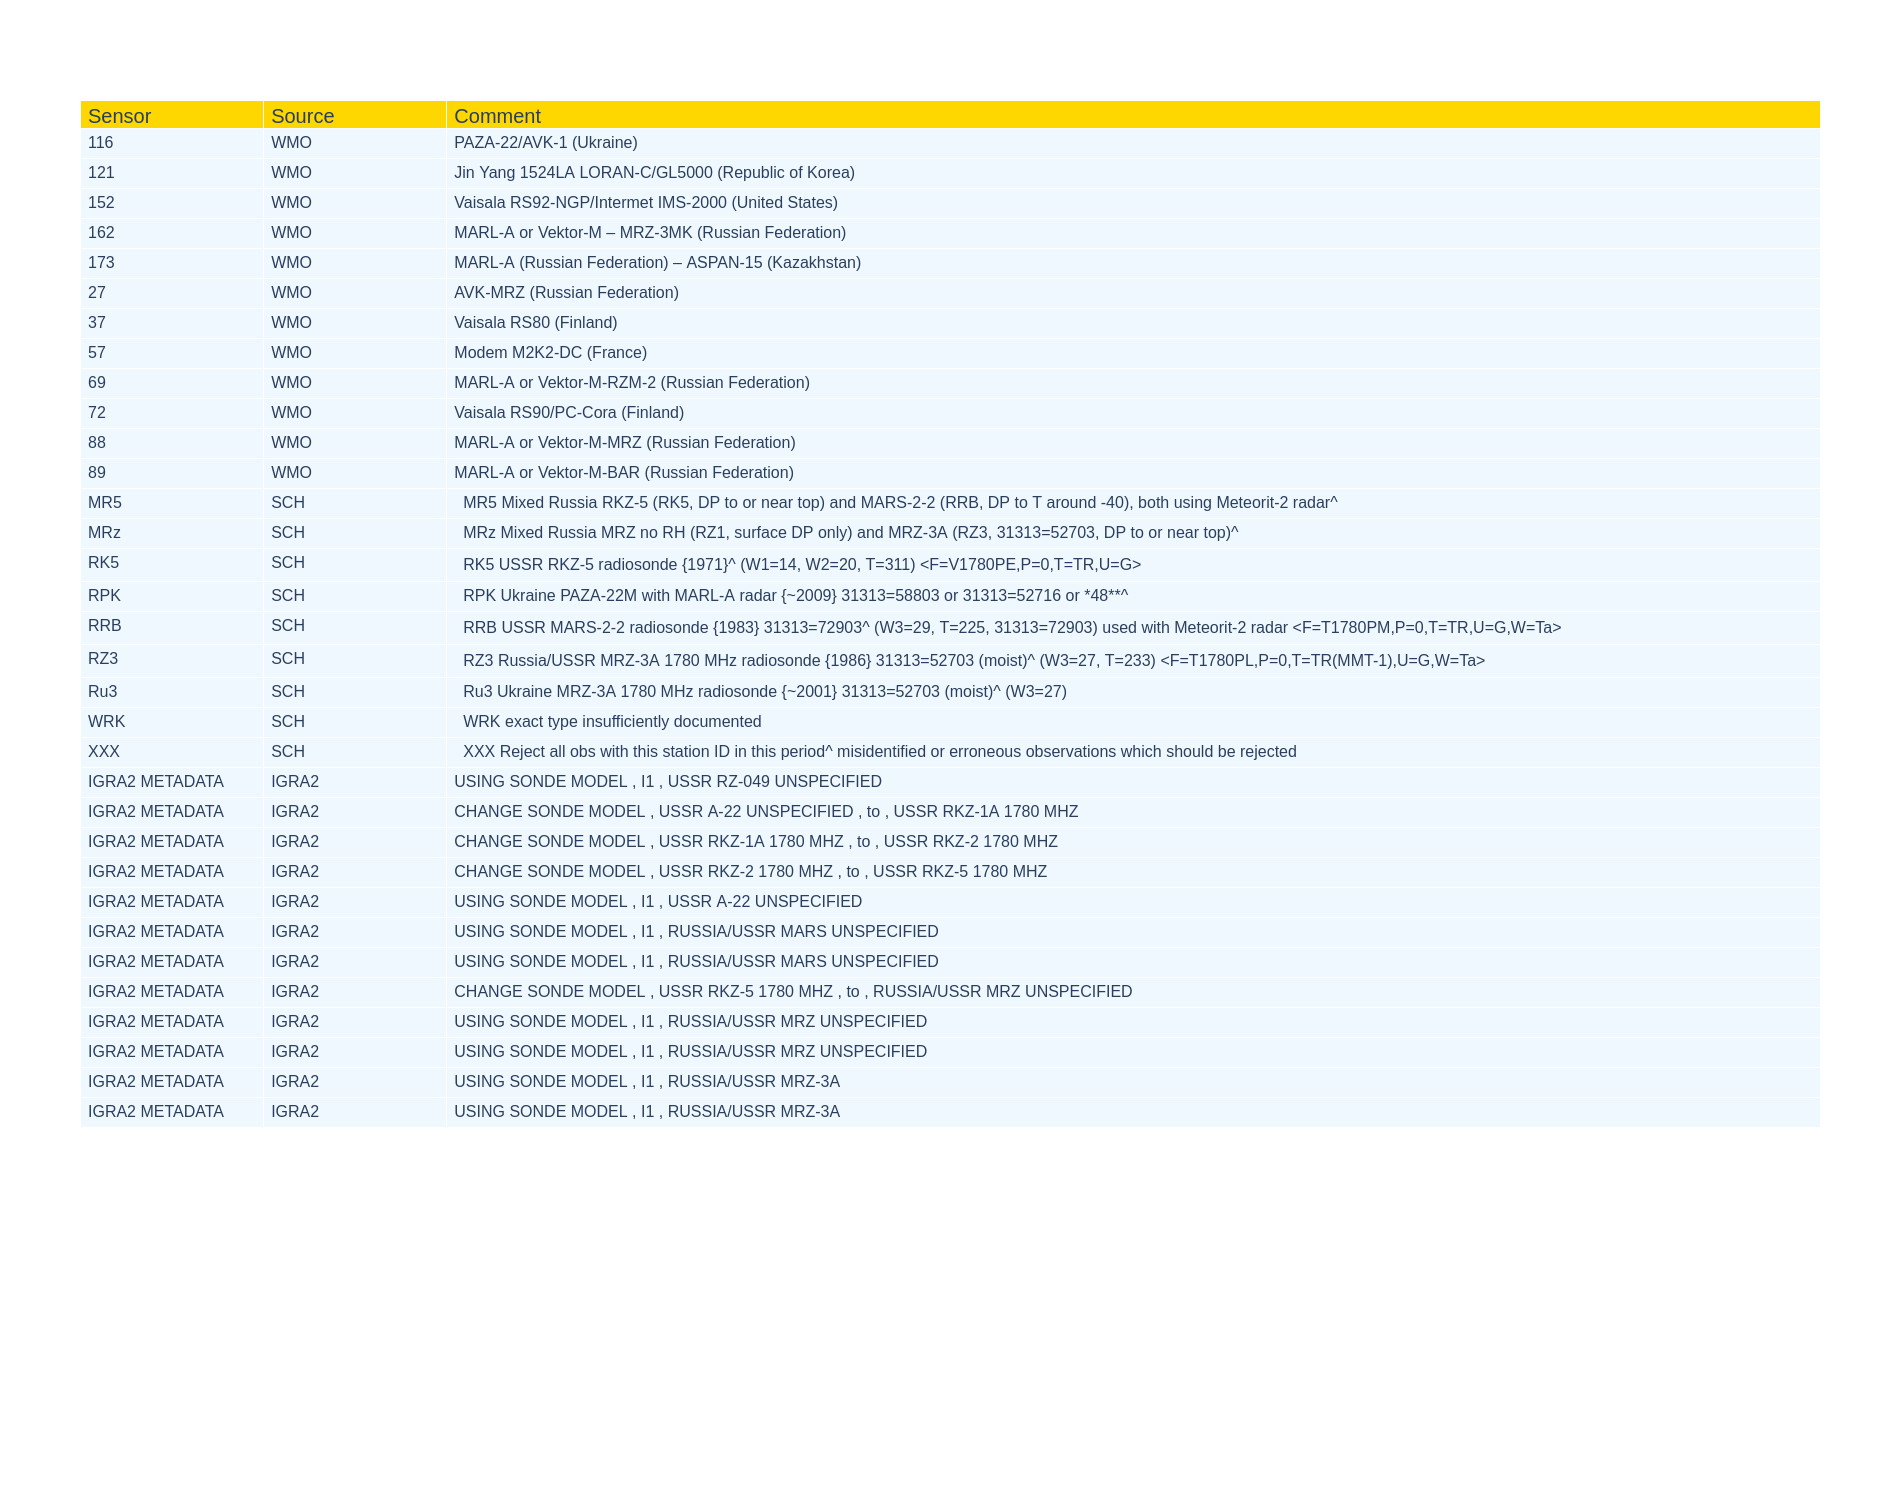 Sensor Source Comment
116 WMO PAZA-22/AVK-1 (Ukraine)
121 WMO Jin Yang 1524LA LORAN-C/GL5000 (Republic of Korea)
152 WMO Vaisala RS92-NGP/Intermet IMS-2000 (United States)
162 WMO MARL-A or Vektor-M – MRZ-3MK (Russian Federation)
173 WMO MARL-A (Russian Federation) – ASPAN-15 (Kazakhstan)
27 WMO AVK-MRZ (Russian Federation)
37 WMO Vaisala RS80 (Finland)
57 WMO Modem M2K2-DC (France)
69 WMO MARL-A or Vektor-M-RZM-2 (Russian Federation)
72 WMO Vaisala RS90/PC-Cora (Finland)
88 WMO MARL-A or Vektor-M-MRZ (Russian Federation)
89 WMO MARL-A or Vektor-M-BAR (Russian Federation)
MR5 SCH MR5 Mixed Russia RKZ-5 (RK5, DP to or near top) and MARS-2-2 (RRB, DP to T around -40), both using Meteorit-2 radar^
MRz SCH MRz Mixed Russia MRZ no RH (RZ1, surface DP only) and MRZ-3A (RZ3, 31313=52703, DP to or near top)^
RK5 SCH RK5 USSR RKZ-5 radiosonde {1971}^ (W1=14, W2=20, T=311) <F=V1780PE,P=0,T=TR,U=G>
RPK SCH RPK Ukraine PAZA-22M with MARL-A radar {~2009} 31313=58803 or 31313=52716 or *48**^
RRB SCH RRB USSR MARS-2-2 radiosonde {1983} 31313=72903^ (W3=29, T=225, 31313=72903) used with Meteorit-2 radar <F=T1780PM,P=0,T=TR,U=G,W=Ta>
RZ3 SCH RZ3 Russia/USSR MRZ-3A 1780 MHz radiosonde {1986} 31313=52703 (moist)^ (W3=27, T=233) <F=T1780PL,P=0,T=TR(MMT-1),U=G,W=Ta>
Ru3 SCH Ru3 Ukraine MRZ-3A 1780 MHz radiosonde {~2001} 31313=52703 (moist)^ (W3=27)
WRK SCH WRK exact type insufficiently documented
XXX SCH XXX Reject all obs with this station ID in this period^ misidentified or erroneous observations which should be rejected
IGRA2 METADATA IGRA2 USING SONDE MODEL , I1 , USSR RZ-049 UNSPECIFIED
IGRA2 METADATA IGRA2 CHANGE SONDE MODEL , USSR A-22 UNSPECIFIED , to , USSR RKZ-1A 1780 MHZ
IGRA2 METADATA IGRA2 CHANGE SONDE MODEL , USSR RKZ-1A 1780 MHZ , to , USSR RKZ-2 1780 MHZ
IGRA2 METADATA IGRA2 CHANGE SONDE MODEL , USSR RKZ-2 1780 MHZ , to , USSR RKZ-5 1780 MHZ
IGRA2 METADATA IGRA2 USING SONDE MODEL , I1 , USSR A-22 UNSPECIFIED
IGRA2 METADATA IGRA2 USING SONDE MODEL , I1 , RUSSIA/USSR MARS UNSPECIFIED
IGRA2 METADATA IGRA2 USING SONDE MODEL , I1 , RUSSIA/USSR MARS UNSPECIFIED
IGRA2 METADATA IGRA2 CHANGE SONDE MODEL , USSR RKZ-5 1780 MHZ , to , RUSSIA/USSR MRZ UNSPECIFIED
IGRA2 METADATA IGRA2 USING SONDE MODEL , I1 , RUSSIA/USSR MRZ UNSPECIFIED
IGRA2 METADATA IGRA2 USING SONDE MODEL , I1 , RUSSIA/USSR MRZ UNSPECIFIED
IGRA2 METADATA IGRA2 USING SONDE MODEL , I1 , RUSSIA/USSR MRZ-3A
IGRA2 METADATA IGRA2 USING SONDE MODEL , I1 , RUSSIA/USSR MRZ-3A